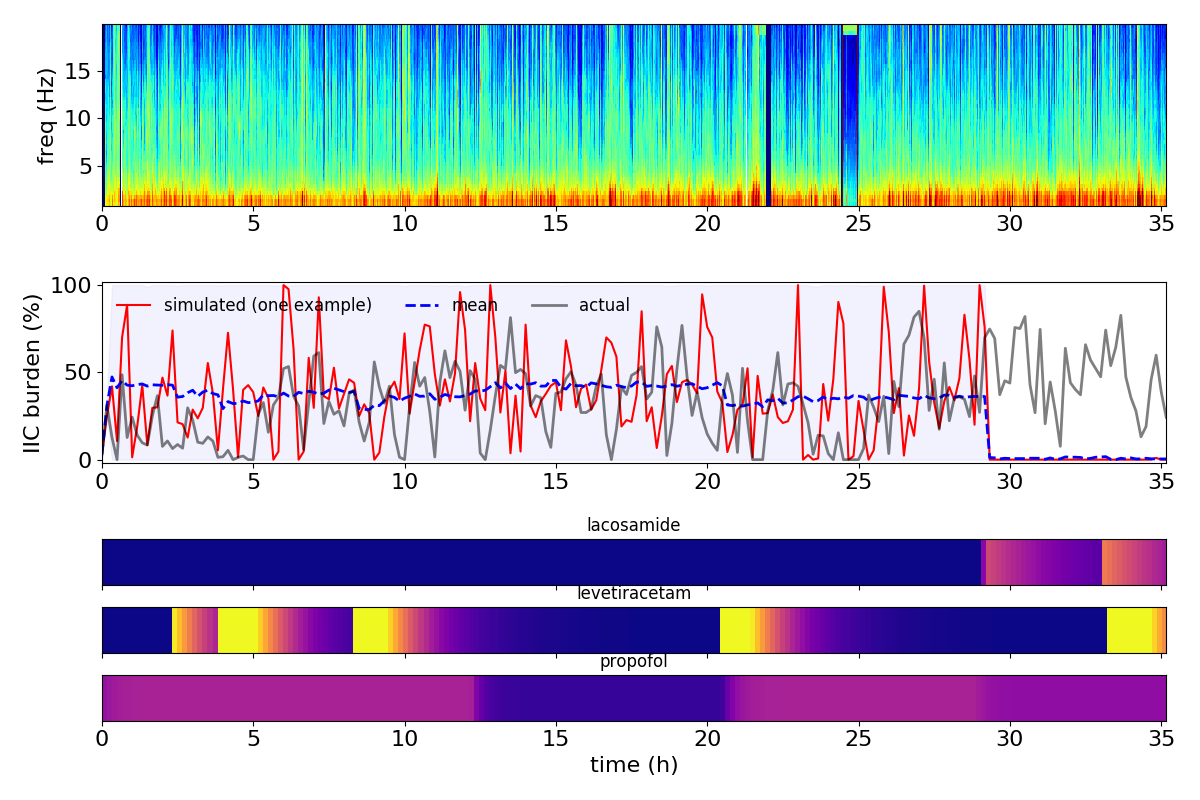 freq (Hz)
15
10
5
0 5 10 15 20 25 30 35
IIC burden (%)
100
50
0
simulated (one example) mean actual
0 5 10 15 20 25 30 35
lacosamide
levetiracetam
propofol
0 5 10 15 20 25 30 35
time (h)